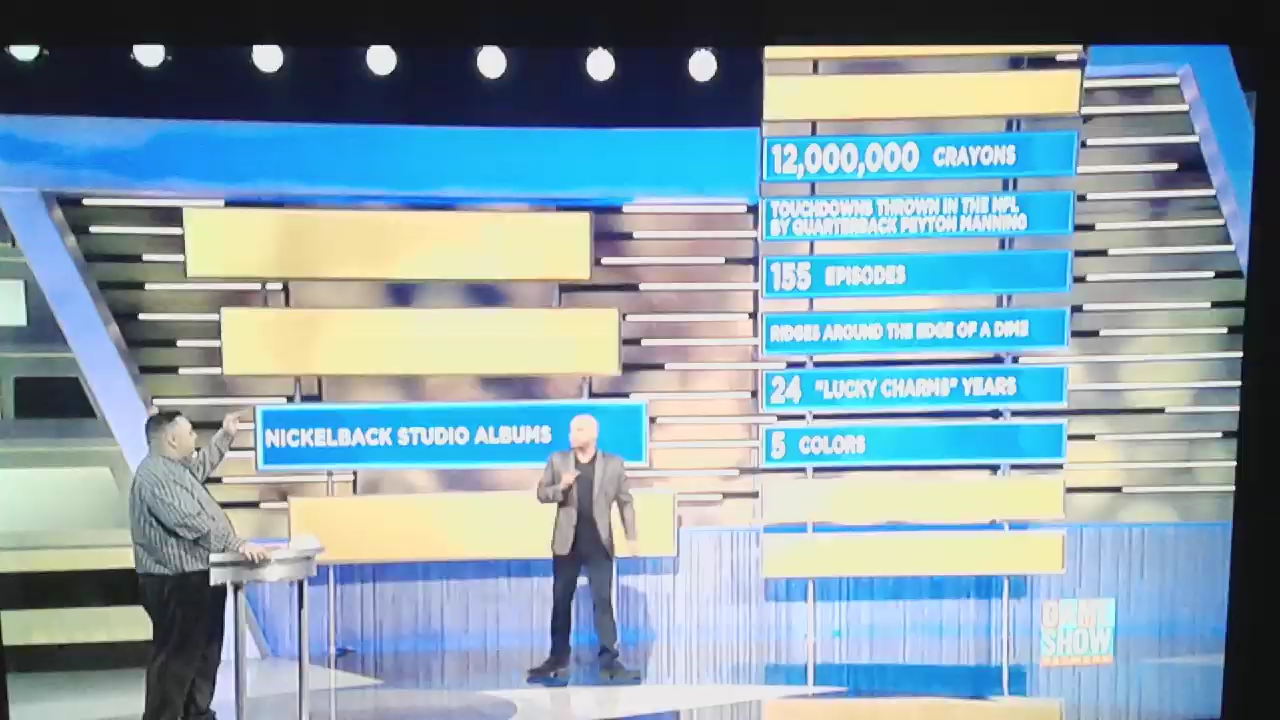 12,000,000 CRAYONS
TOUCHDOWNS THROWN IN THE NFL
BY QUARTERBACK PEYTON MANNING
155 EPISODES
RIDGES AROUND THE EDGE OF A DIME
24 "LUCKY CHARMS" YEARS
NICKELBACK STUDIO ALBUMS
5 COLORS
GAME
SHOW
NETWORK